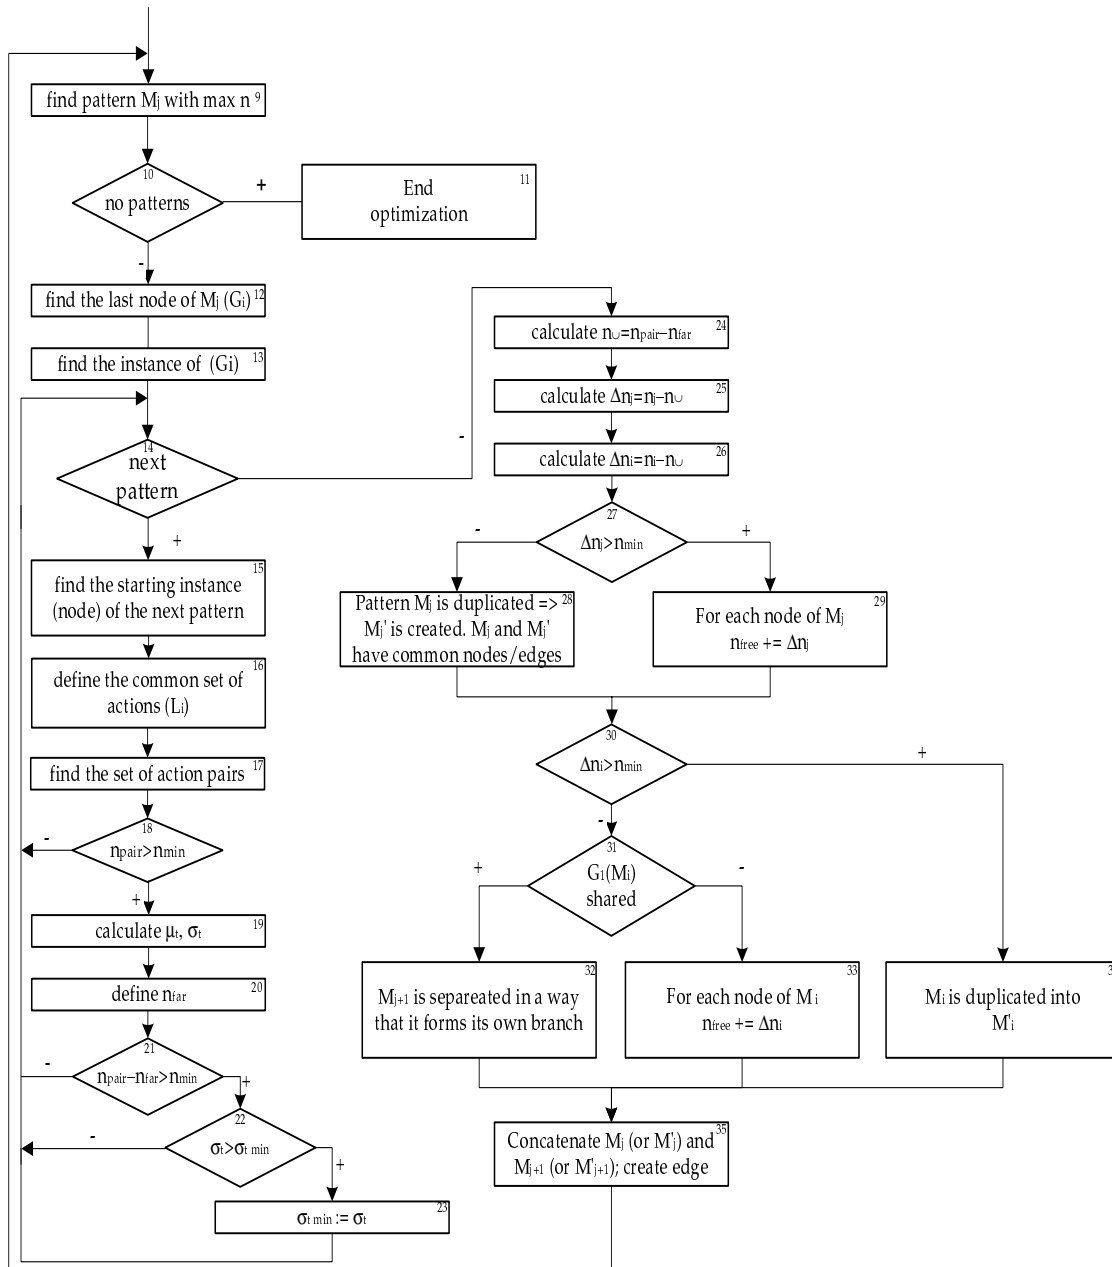 find pattern Mj with max n 9
10
no patterns
+
-
End
optimization
11
find the last node of Mj (Gi) 12
find the instance of (Gi) 13
14
next
pattern
-
+
find the starting instance
(node) of the next pattern
15
define the common set of
actions (Li)
16
find the set of action pairs 17
18
npair>nmin
-
+
calculate μt, σt 19
define nfar 20
21
npair–nfar>nmin
-
+
22
σt>σt min
-
+
σt min := σt 23
calculate n∪=npair–nfar 24
calculate Δnj=nj–n∪ 25
calculate Δni=ni–n∪ 26
27
Δnj>nmin
-
+
Pattern Mj is duplicated => 28
Mj' is created. Mj and Mj'
have common nodes/edges
For each node of Mj 29
nfree += Δnj
30
Δni>nmin
+
-
31
G1(Mi)
shared
+
-
32
Mj+1 is separeated in a way
that it forms its own branch
33
For each node of M i
nfree += Δni
3
Mi is duplicated into
M'i
Concatenate Mj (or M'j) and 35
Mj+1 (or M'j+1); create edge